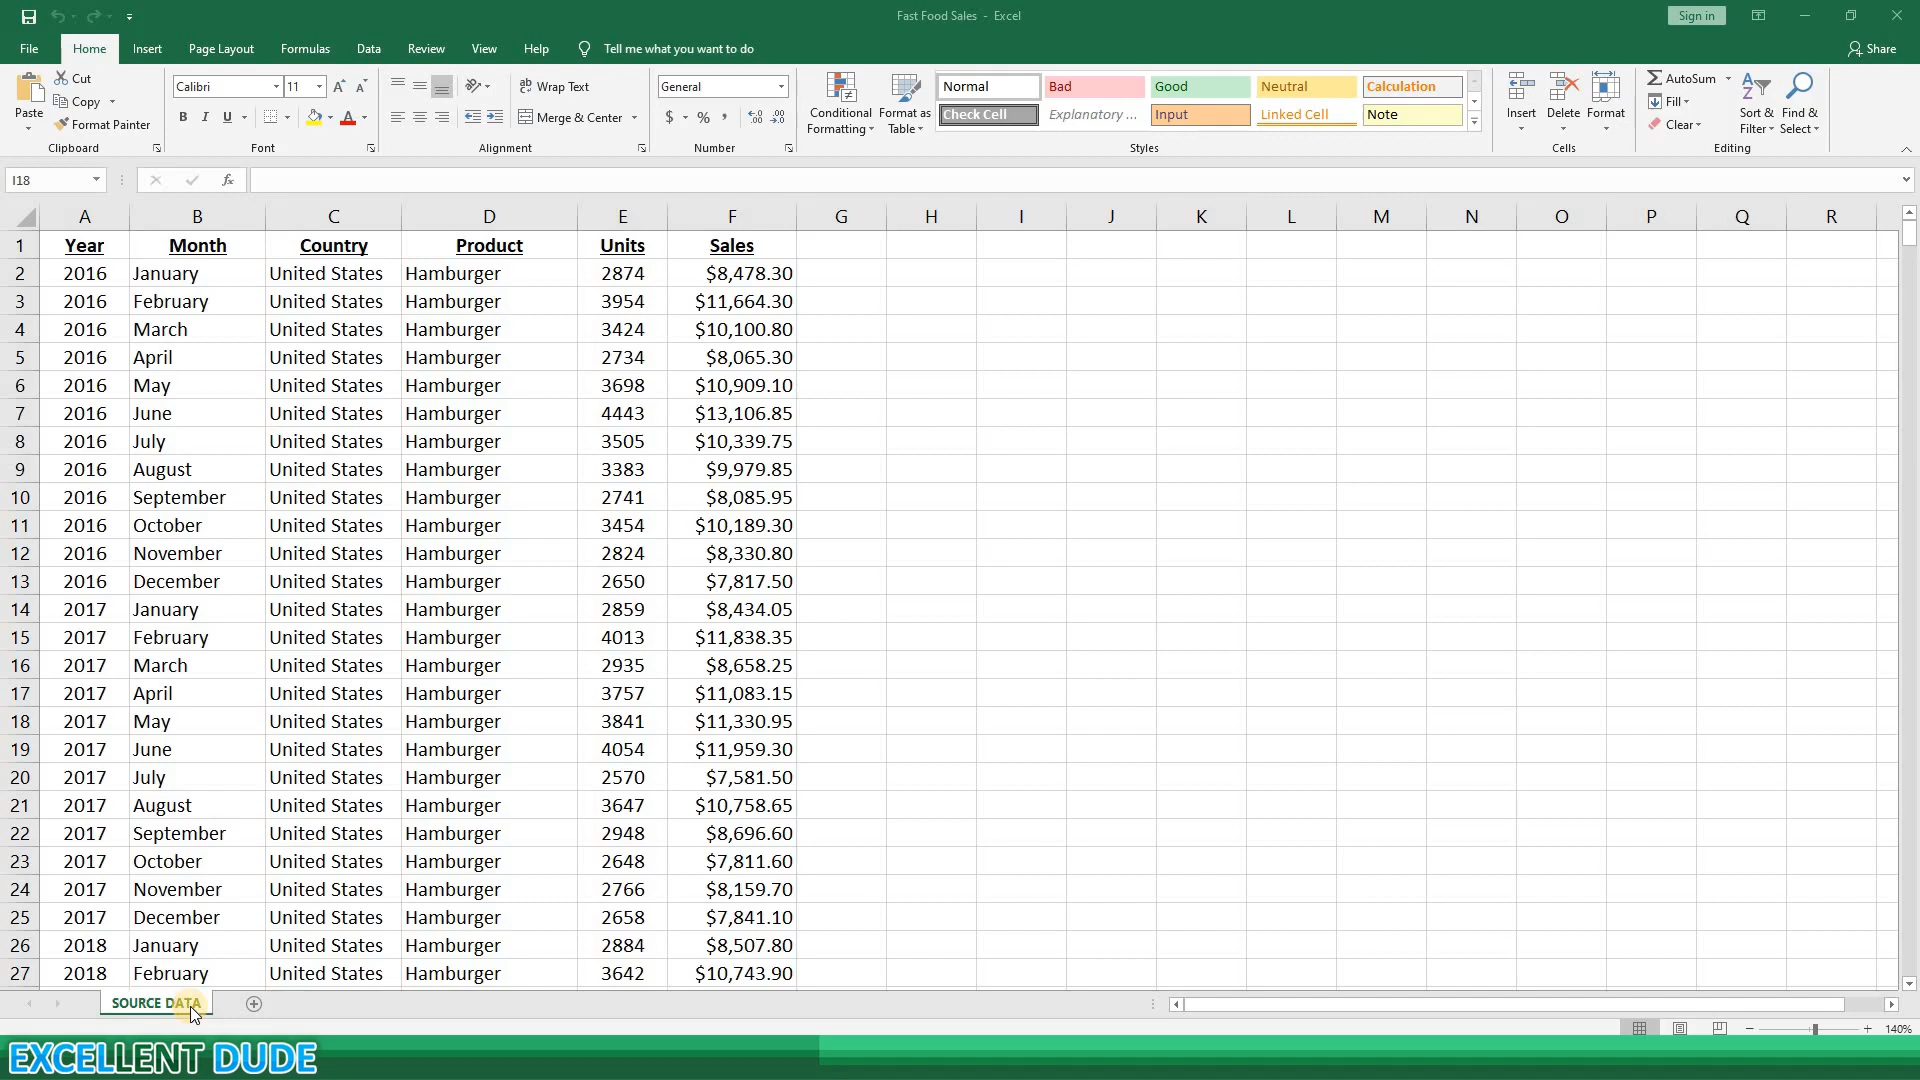 Fast Food Sales - Excel
Sign in
File Home Insert Page Layout Formulas Data Review View Help Tell me what you want to do Share
Paste Cut Copy Format Painter Clipboard
Calibri 11 B I U A A A Font
Wrap Text Merge & Center Alignment
General $ % , Number
Conditional Formatting Format as Table
Normal Bad Good Neutral Calculation
Check Cell Explanatory ... Input Linked Cell Note
Styles
Insert Delete Format Cells
AutoSum Fill Clear Sort & Filter Find & Select Editing
I18 fx
A B C D E F G H I J K L M N O P Q R
1 Year Month Country Product Units Sales
2 2016 January United States Hamburger 2874 $8,478.30
3 2016 February United States Hamburger 3954 $11,664.30
4 2016 March United States Hamburger 3424 $10,100.80
5 2016 April United States Hamburger 2734 $8,065.30
6 2016 May United States Hamburger 3698 $10,909.10
7 2016 June United States Hamburger 4443 $13,106.85
8 2016 July United States Hamburger 3505 $10,339.75
9 2016 August United States Hamburger 3383 $9,979.85
10 2016 September United States Hamburger 2741 $8,085.95
11 2016 October United States Hamburger 3454 $10,189.30
12 2016 November United States Hamburger 2824 $8,330.80
13 2016 December United States Hamburger 2650 $7,817.50
14 2017 January United States Hamburger 2859 $8,434.05
15 2017 February United States Hamburger 4013 $11,838.35
16 2017 March United States Hamburger 2935 $8,658.25
17 2017 April United States Hamburger 3757 $11,083.15
18 2017 May United States Hamburger 3841 $11,330.95
19 2017 June United States Hamburger 4054 $11,959.30
20 2017 July United States Hamburger 2570 $7,581.50
21 2017 August United States Hamburger 3647 $10,758.65
22 2017 September United States Hamburger 2948 $8,696.60
23 2017 October United States Hamburger 2648 $7,811.60
24 2017 November United States Hamburger 2766 $8,159.70
25 2017 December United States Hamburger 2658 $7,841.10
26 2018 January United States Hamburger 2884 $8,507.80
27 2018 February United States Hamburger 3642 $10,743.90
SOURCE DATA
140%
EXCELLENT DUDE